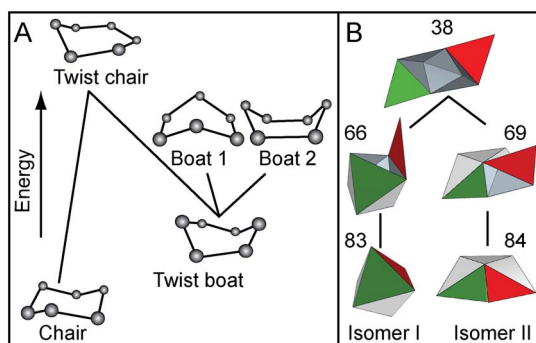 A
Twist chair
Energy
Boat 1
Boat 2
Twist boat
Chair
B
38
66
69
83
84
Isomer I
Isomer II